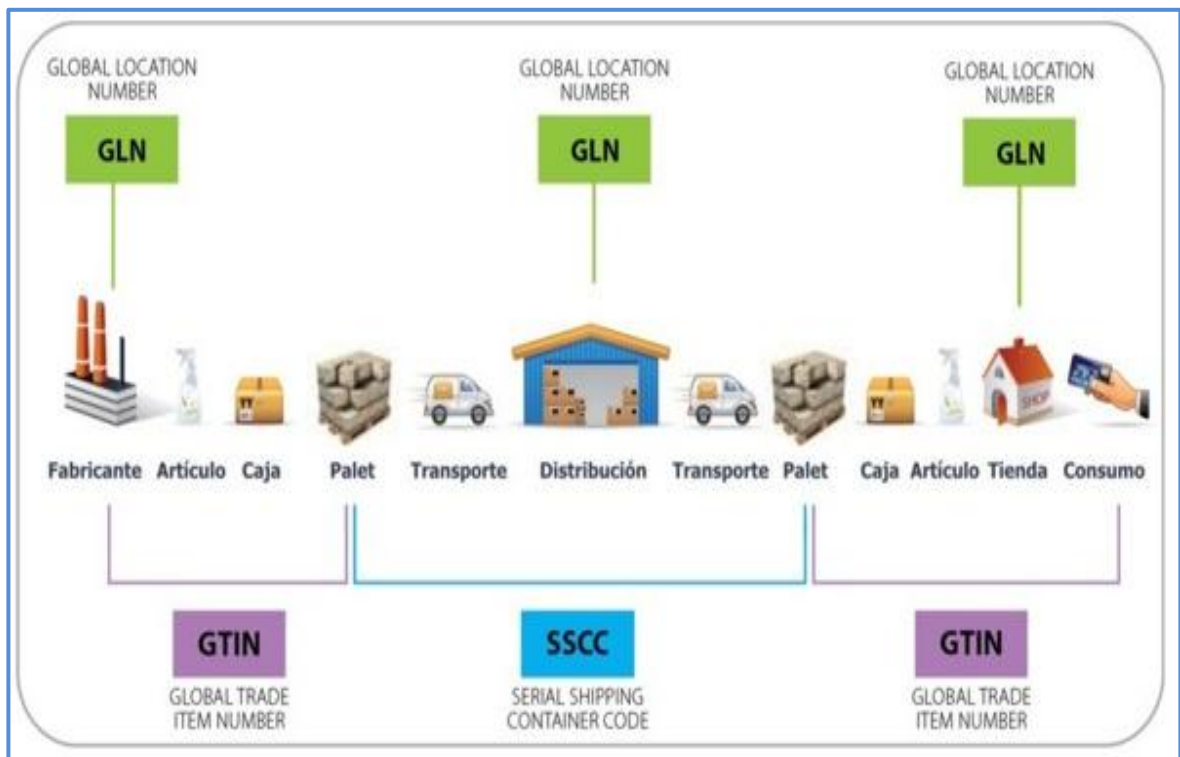 GLOBAL LOCATION
NUMBER
GLN
GLOBAL LOCATION
NUMBER
GLN
GLOBAL LOCATION
NUMBER
GLN
SHOP
Fabricante
Artículo
Caja
Palet
Transporte
Distribución
Transporte
Palet
Caja
Artículo
Tienda
Consumo
GTIN
GLOBAL TRADE
ITEM NUMBER
SSCC
SERIAL SHIPPING
CONTAINER CODE
GTIN
GLOBAL TRADE
ITEM NUMBER